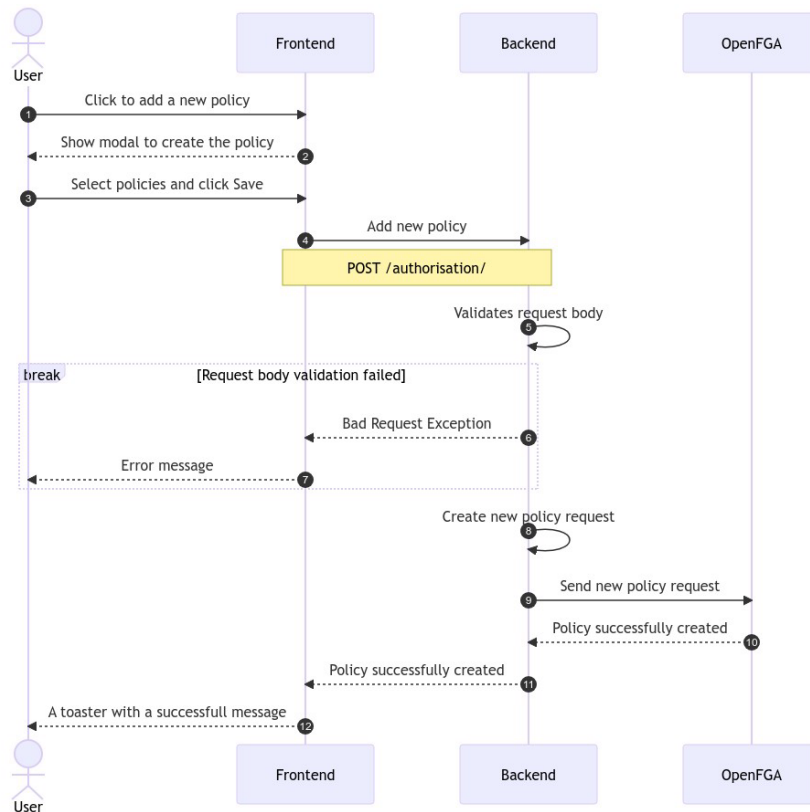 User
Frontend
Backend
OpenFGA
1
Click to add a new policy
Show modal to create the policy
2
3
Select policies and click Save
4
Add new policy
POST /authorisation/
Validates request body
5
break
[Request body validation failed]
Bad Request Exception
6
Error message
7
Create new policy request
8
9
Send new policy request
Policy successfully created
10
Policy successfully created
11
A toaster with a successfull message
12
User
Frontend
Backend
OpenFGA